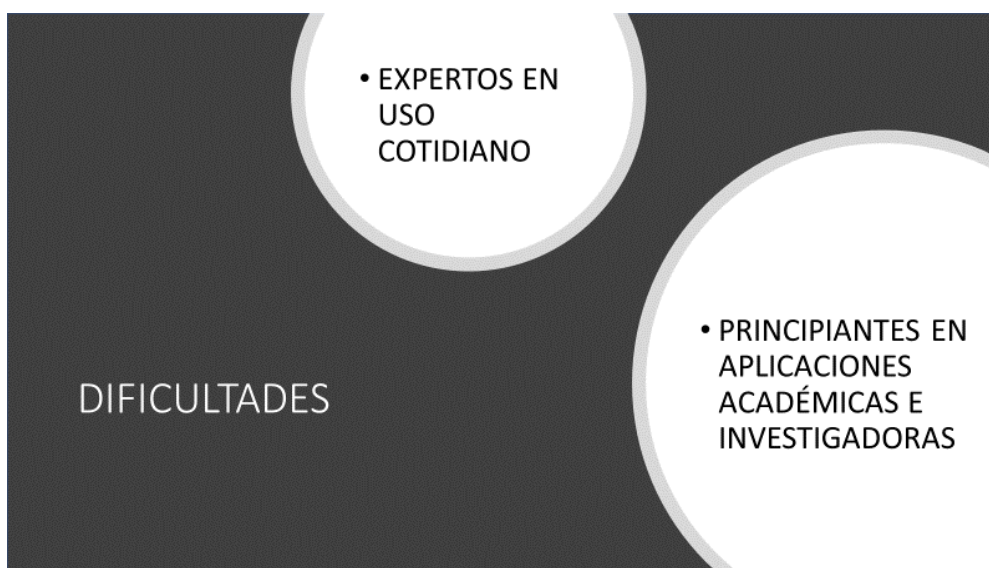 • EXPERTOS EN
USO
COTIDIANO
• PRINCIPIANTES EN
APLICACIONES
ACADÉMICAS E
INVESTIGADORAS
DIFICULTADES